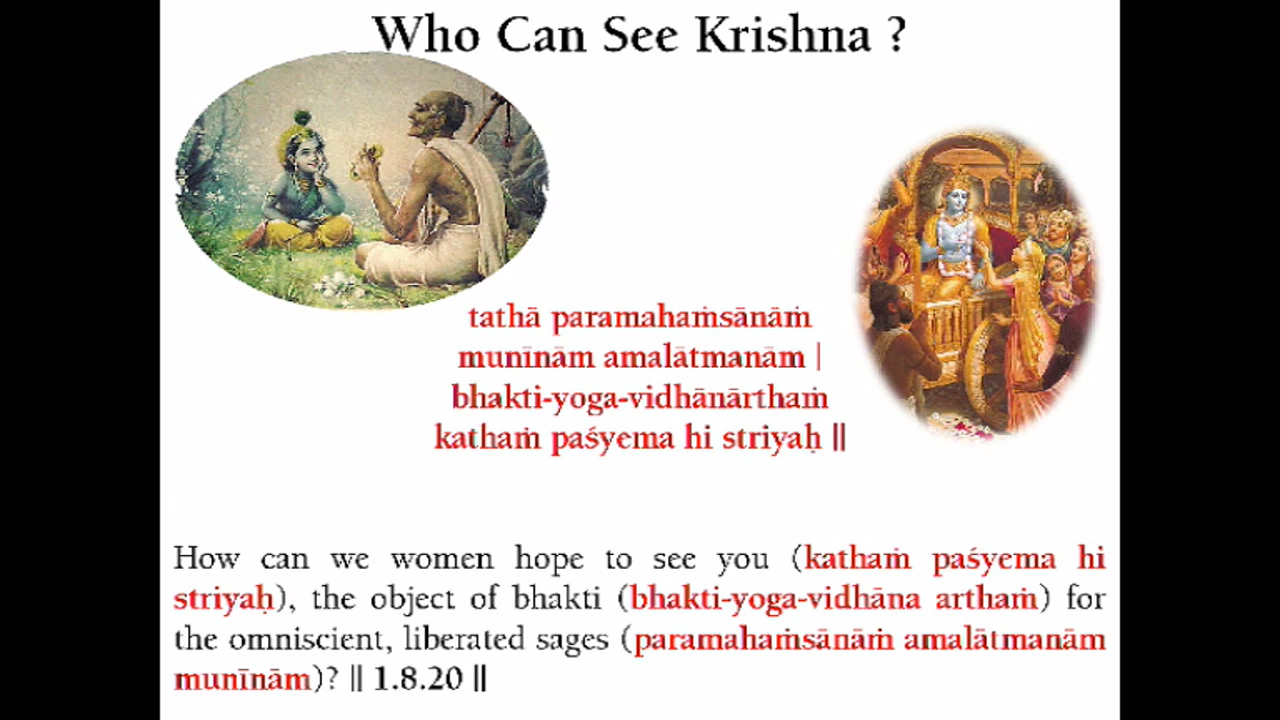 Who Can See Krishna ?
tathā paramahaṁsānāṁ
munīnām amalātmanām |
bhakti-yoga-vidhānārthaṁ
kathaṁ paśyema hi striyaḥ ||
How can we women hope to see you (kathaṁ paśyema hi
striyaḥ), the object of bhakti (bhakti-yoga-vidhāna arthaṁ) for
the omniscient, liberated sages (paramahaṁsānāṁ amalātmanām
munīnām)? || 1.8.20 ||